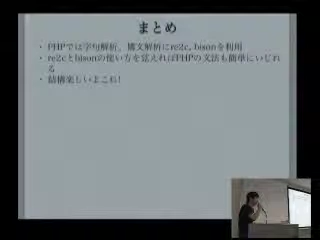 まとめ
・ PHPでは字句解析、構文解析にre2c, bisonを利用
・ re2cとbisonの使い方を覚えればPHPの文法も簡単にいじれ
る
・ 結構楽しいよこれ!